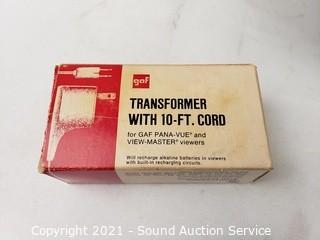 gaf
TRANSFORMER
WITH 10-FT. CORD
for GAF PANA-VUE® and
VIEW-MASTER® viewers
Will recharge alkaline batteries in viewers
with built-in recharging circuits.
Copyright 2021 - Sound Auction Service